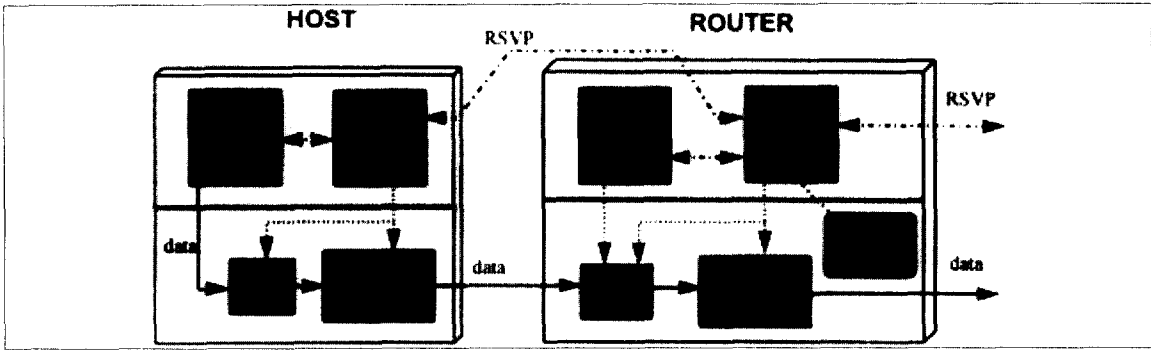 HOST
ROUTER
RSVP
RSVP
data
data
data